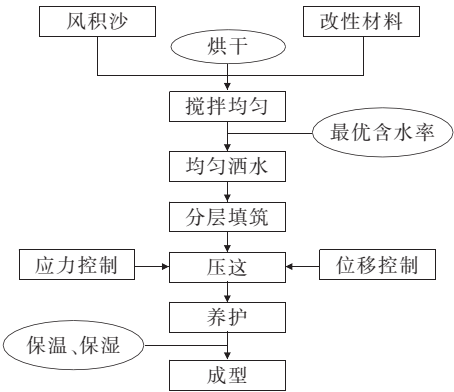 风积沙
改性材料
烘干
搅拌均匀
最优含水率
均匀洒水
分层填筑
应力控制
压这
位移控制
养护
保温、保湿
成型